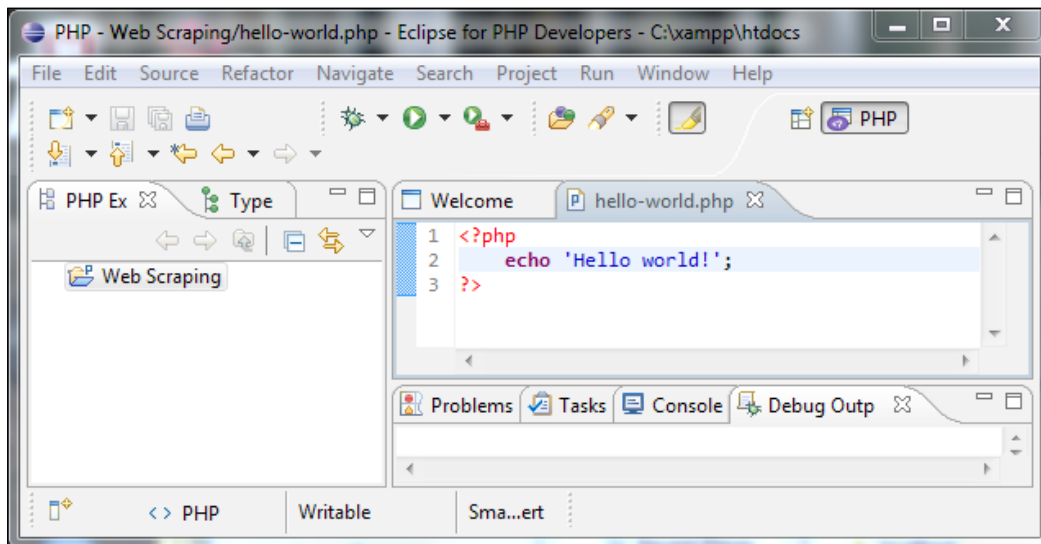 PHP - Web Scraping/hello-world.php - Eclipse for PHP Developers - C:\xampp\htdocs
File Edit Source Refactor Navigate Search Project Run Window Help
PHP
PHP Ex Type
Web Scraping
Welcome hello-world.php
1 <?php
2 echo 'Hello world!';
3 ?>
Problems Tasks Console Debug Outp
<> PHP Writable Sma...ert